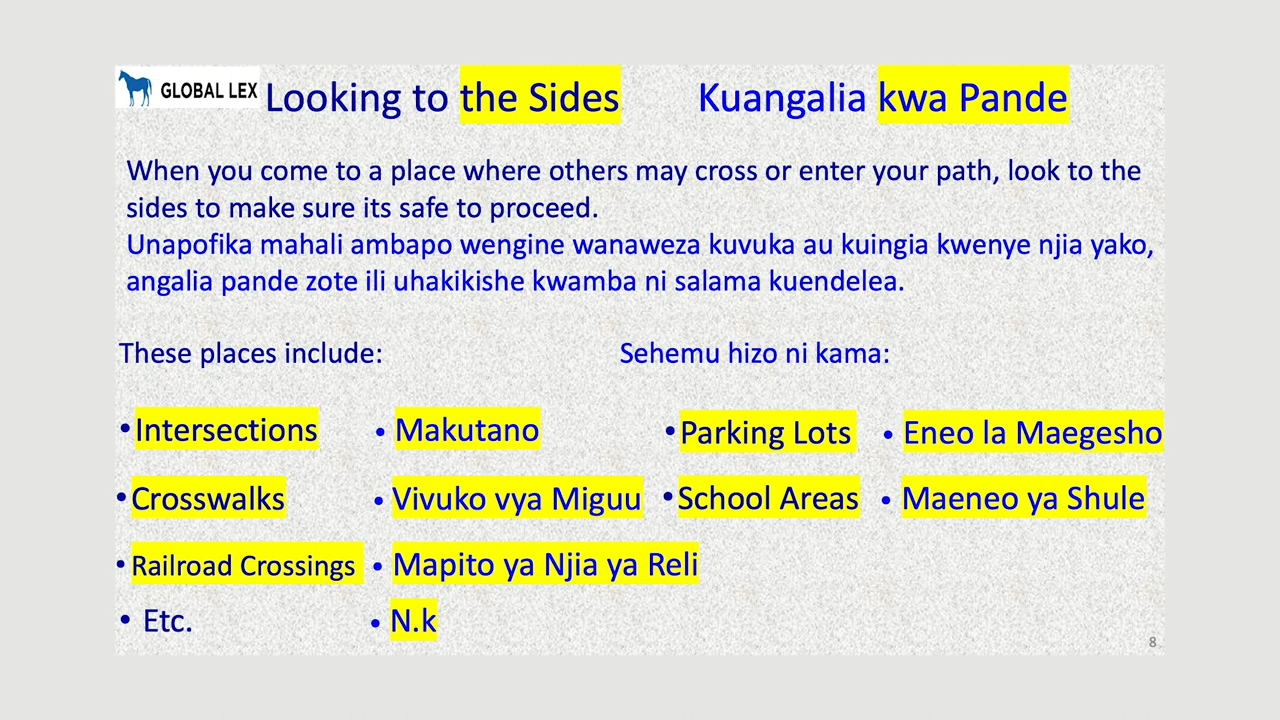 GLOBAL LEX
Looking to the Sides Kuangalia kwa Pande
When you come to a place where others may cross or enter your path, look to the
sides to make sure its safe to proceed.
Unapofika mahali ambapo wengine wanaweza kuvuka au kuingia kwenye njia yako,
angalia pande zote ili uhakikishe kwamba ni salama kuendelea.
These places include: Sehemu hizo ni kama:
• Intersections • Makutano • Parking Lots • Eneo la Maegesho
• Crosswalks • Vivuko vya Miguu • School Areas • Maeneo ya Shule
• Railroad Crossings • Mapito ya Njia ya Reli
• Etc. • N.k
8